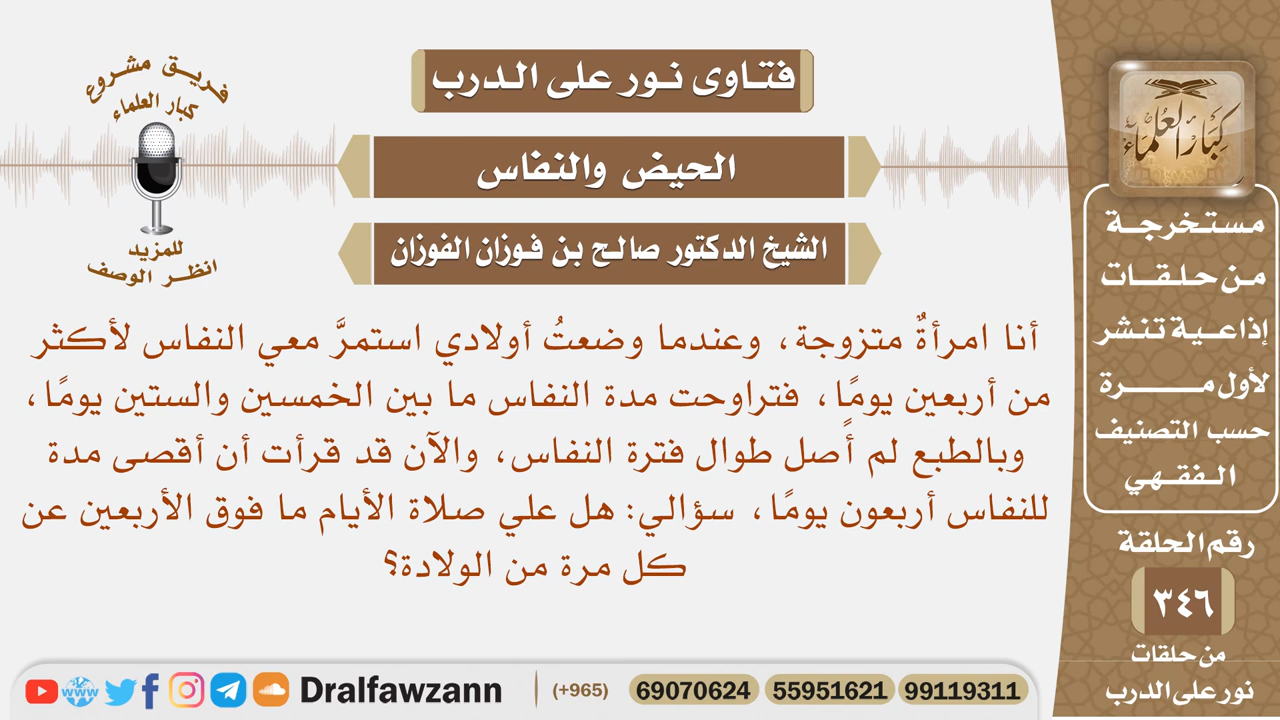 فتاوى نور على الدرب
الحيض والنفاس
الشيخ الدكتور صالح بن فوزان الفوزان
فريق مشروع
كبار العلماء
للمزيد
انظر الوصف
كبار العلماء
مستخرجة
من حلقات
إذاعية تنشر
لأول مرة
حسب التصنيف
الفقهي
رقم الحلقة
٣٤٦
من حلقات
نور على الدرب
أنا امرأةٌ متزوجة، وعندما وضعتُ أولادي استمرَّ معي النفاس لأكثر
من أربعين يومًا، فتراوحت مدة النفاس ما بين الخمسين والستين يومًا،
وبالطبع لم أصلِ طوال فترة النفاس، والآن قد قرأت أن أقصى مدة
للنفاس أربعون يومًا، سؤالي: هل علي صلاة الأيام ما فوق الأربعين عن
كل مرة من الولادة؟
www
Dralfawzann
(+965) 69070624 55951621 99119311